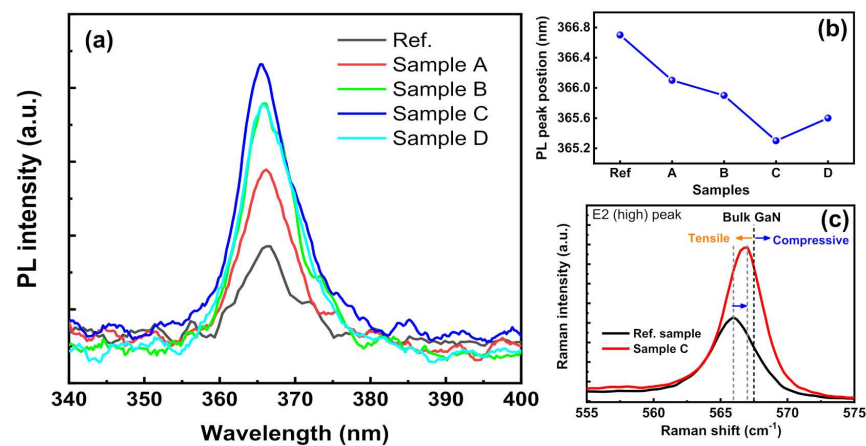 (a)
Ref.
Sample A
Sample B
Sample C
Sample D
PL intensity (a.u.)
340 350 360 370 380 390 400
Wavelength (nm)
(b)
PL peak postion (nm)
366.8
366.4
366.0
365.6
365.2
Ref A B C D
Samples
(c)
E2 (high) peak
Bulk GaN
Tensile
Compressive
Raman intensity (a.u.)
Ref. sample
Sample C
555 560 565 570 575
Raman shift (cm⁻¹)